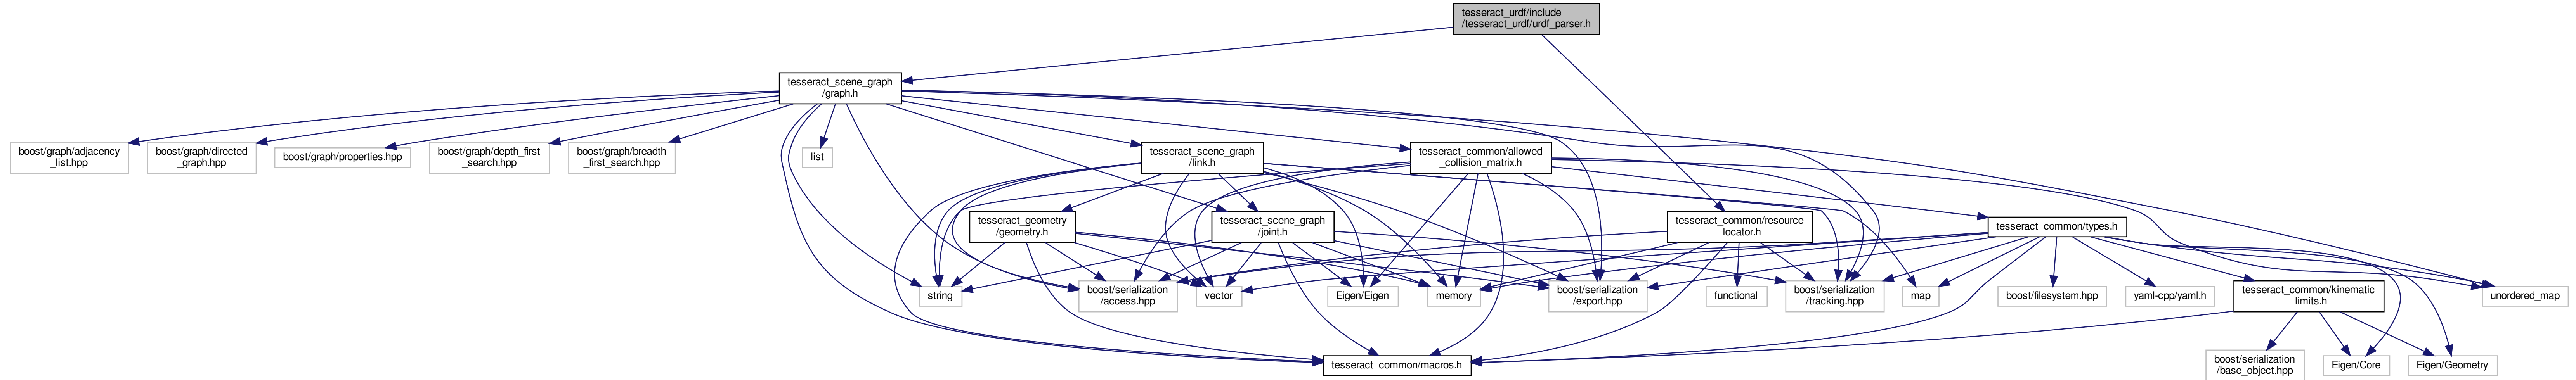 tesseract_urdf/include
/tesseract_urdf/urdf_parser.h
tesseract_scene_graph
/graph.h
boost/graph/adjacency
_list.hpp
boost/graph/directed
_graph.hpp
boost/graph/properties.hpp
boost/graph/depth_first
_search.hpp
boost/graph/breadth
_first_search.hpp
list
tesseract_scene_graph
/link.h
tesseract_common/allowed
_collision_matrix.h
tesseract_geometry
/geometry.h
tesseract_scene_graph
/joint.h
tesseract_common/resource
_locator.h
tesseract_common/types.h
string
boost/serialization
/access.hpp
vector
Eigen/Eigen
memory
boost/serialization
/export.hpp
functional
boost/serialization
/tracking.hpp
map
boost/filesystem.hpp
yaml-cpp/yaml.h
tesseract_common/kinematic
_limits.h
unordered_map
tesseract_common/macros.h
boost/serialization
/base_object.hpp
Eigen/Core
Eigen/Geometry